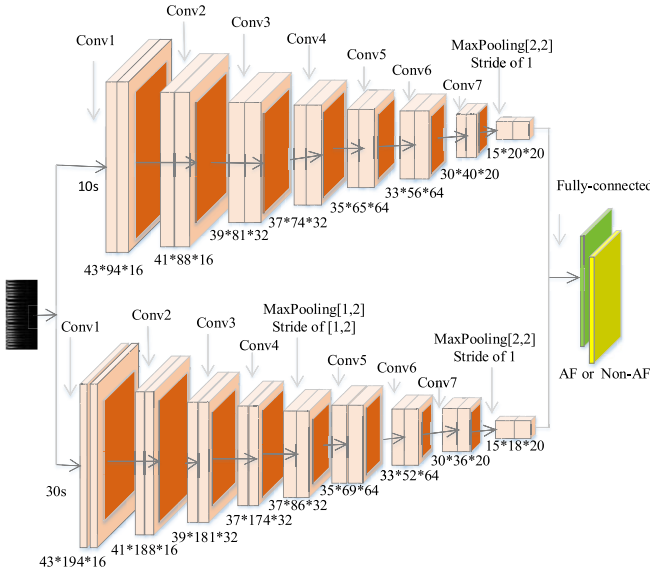 Conv1
Conv2
Conv3
Conv4
Conv5
Conv6
Conv7
MaxPooling[2,2]
Stride of 1
10s
43*94*16
41*88*16
39*81*32
37*74*32
35*65*64
33*56*64
30*40*20
15*20*20
Fully-connected
AF or Non-AF
Conv1
Conv2
Conv3
Conv4
MaxPooling[1,2]
Stride of [1,2]
Conv5
Conv6
Conv7
MaxPooling[2,2]
Stride of 1
30s
43*194*16
41*188*16
39*181*32
37*174*32
37*86*32
35*69*64
33*52*64
30*36*20
15*18*20